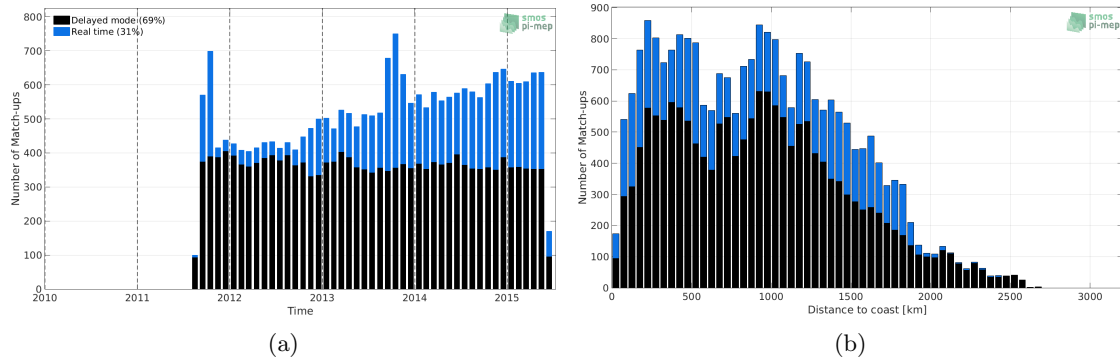 Delayed mode (69%)
Real time (31%)
smos
pi-mep
800
700
600
500
400
300
200
100
0
Number of Match-ups
2010
2011
2012
2013
2014
2015
Time
(a)
smos
pi-mep
900
800
700
600
500
400
300
200
100
0
Number of Match-ups
0
500
1000
1500
2000
2500
3000
Distance to coast [km]
(b)